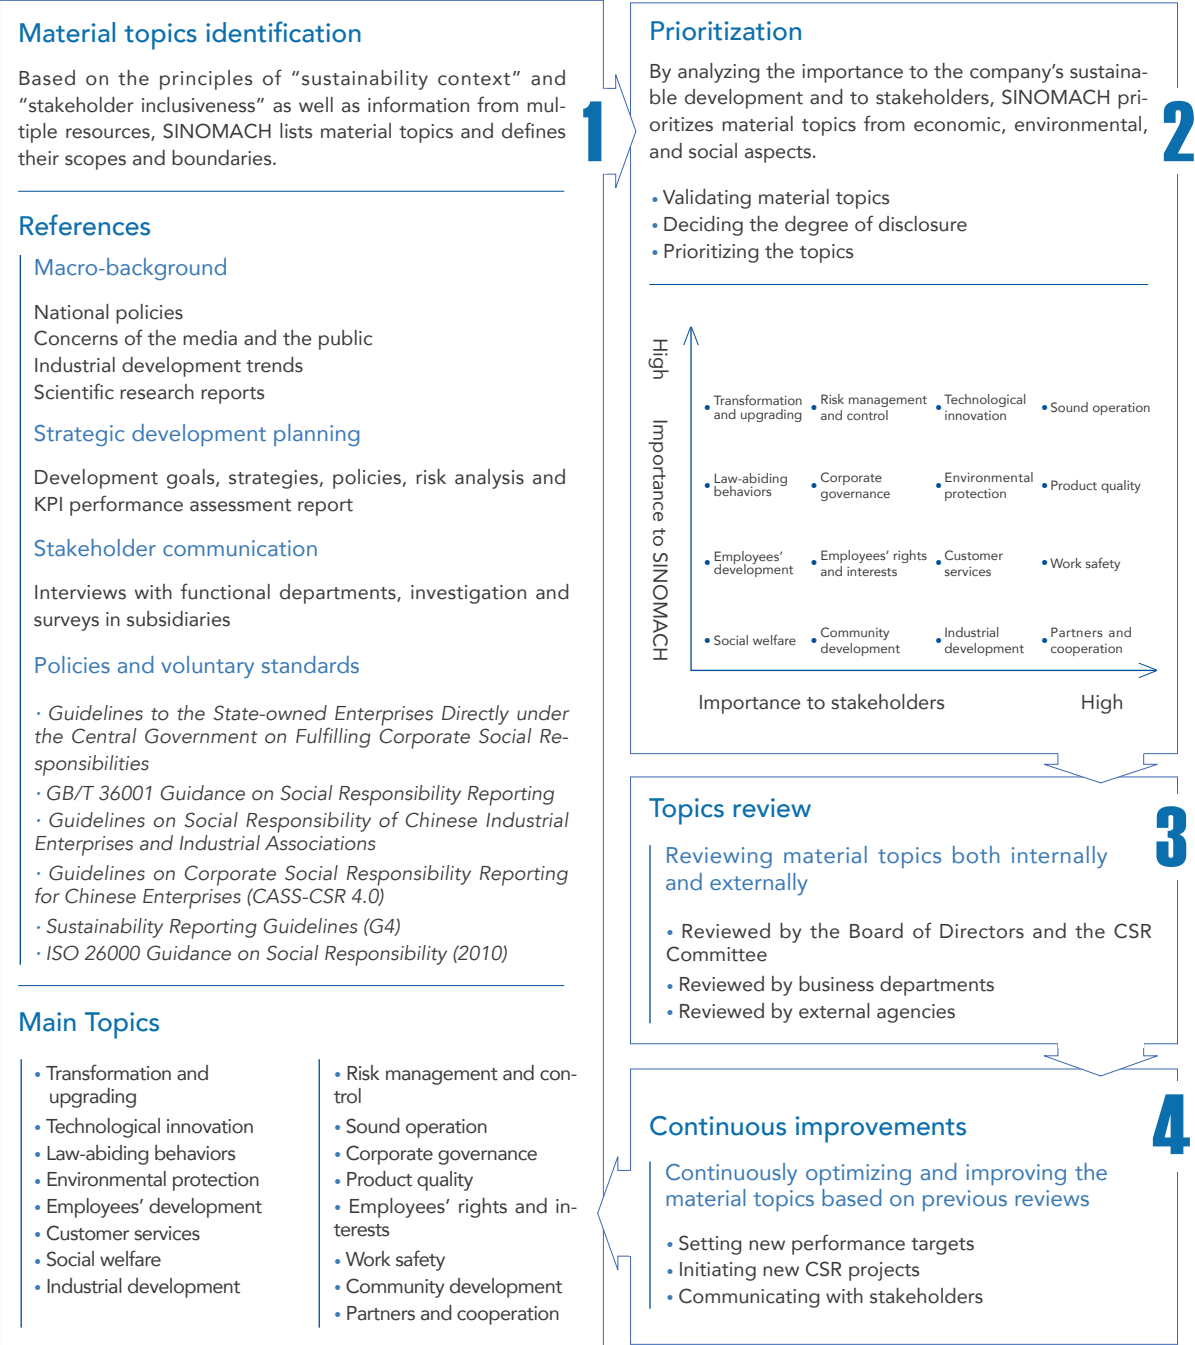 Material topics identification
Based on the principles of “sustainability context” and
“stakeholder inclusiveness” as well as information from mul-
tiple resources, SINOMACH lists material topics and defines
their scopes and boundaries.
1
References
Macro-background
National policies
Concerns of the media and the public
Industrial development trends
Scientific research reports
Strategic development planning
Development goals, strategies, policies, risk analysis and
KPI performance assessment report
Stakeholder communication
Interviews with functional departments, investigation and
surveys in subsidiaries
Policies and voluntary standards
· Guidelines to the State-owned Enterprises Directly under
the Central Government on Fulfilling Corporate Social Re-
sponsibilities
· GB/T 36001 Guidance on Social Responsibility Reporting
· Guidelines on Social Responsibility of Chinese Industrial
Enterprises and Industrial Associations
· Guidelines on Corporate Social Responsibility Reporting
for Chinese Enterprises (CASS-CSR 4.0)
· Sustainability Reporting Guidelines (G4)
· ISO 26000 Guidance on Social Responsibility (2010)
Main Topics
• Transformation and
upgrading
• Technological innovation
• Law-abiding behaviors
• Environmental protection
• Employees’ development
• Customer services
• Social welfare
• Industrial development
• Risk management and con-
trol
• Sound operation
• Corporate governance
• Product quality
• Employees’ rights and in-
terests
• Work safety
• Community development
• Partners and cooperation
Prioritization
By analyzing the importance to the company’s sustaina-
ble development and to stakeholders, SINOMACH pri-
oritizes material topics from economic, environmental,
and social aspects.
2
• Validating material topics
• Deciding the degree of disclosure
• Prioritizing the topics
High
Importance to SINOMACH
• Transformation
and upgrading
• Risk management
and control
• Technological
innovation
• Sound operation
• Law-abiding
behaviors
• Corporate
governance
• Environmental
protection
• Product quality
• Employees’
development
• Employees’ rights
and interests
• Customer
services
• Work safety
• Social welfare
• Community
development
• Industrial
development
• Partners and
cooperation
Importance to stakeholders
High
Topics review
3
Reviewing material topics both internally
and externally
• Reviewed by the Board of Directors and the CSR
Committee
• Reviewed by business departments
• Reviewed by external agencies
Continuous improvements
4
Continuously optimizing and improving the
material topics based on previous reviews
• Setting new performance targets
• Initiating new CSR projects
• Communicating with stakeholders